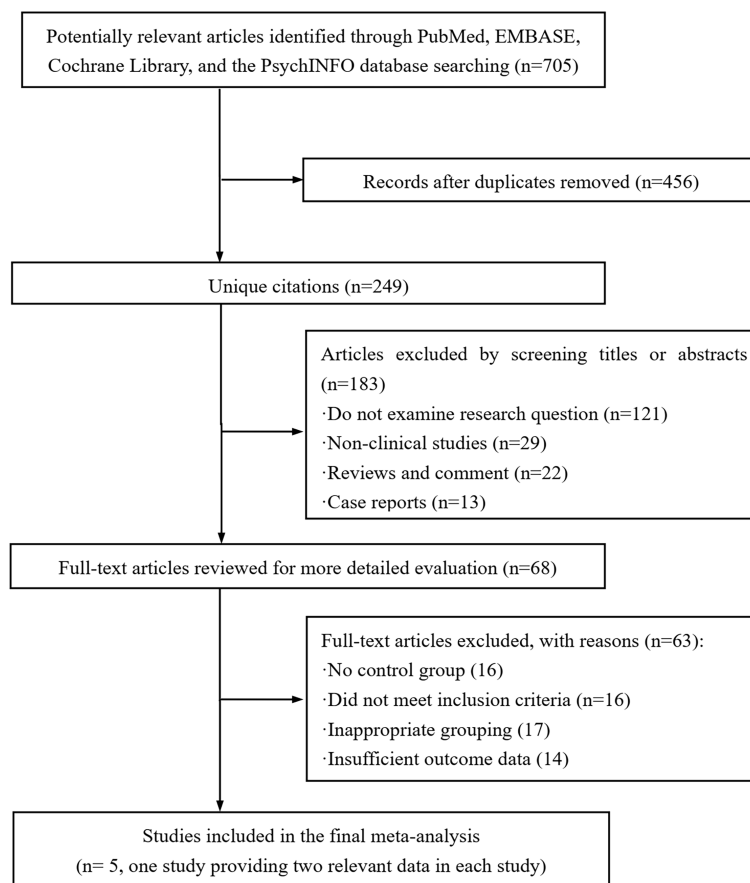 Potentially relevant articles identified through PubMed, EMBASE,
Cochrane Library, and the PsychINFO database searching (n=705)
Records after duplicates removed (n=456)
Unique citations (n=249)
Articles excluded by screening titles or abstracts
(n=183)
·Do not examine research question (n=121)
·Non-clinical studies (n=29)
·Reviews and comment (n=22)
·Case reports (n=13)
Full-text articles reviewed for more detailed evaluation (n=68)
Full-text articles excluded, with reasons (n=63):
·No control group (16)
·Did not meet inclusion criteria (n=16)
·Inappropriate grouping (17)
·Insufficient outcome data (14)
Studies included in the final meta-analysis
(n= 5, one study providing two relevant data in each study)